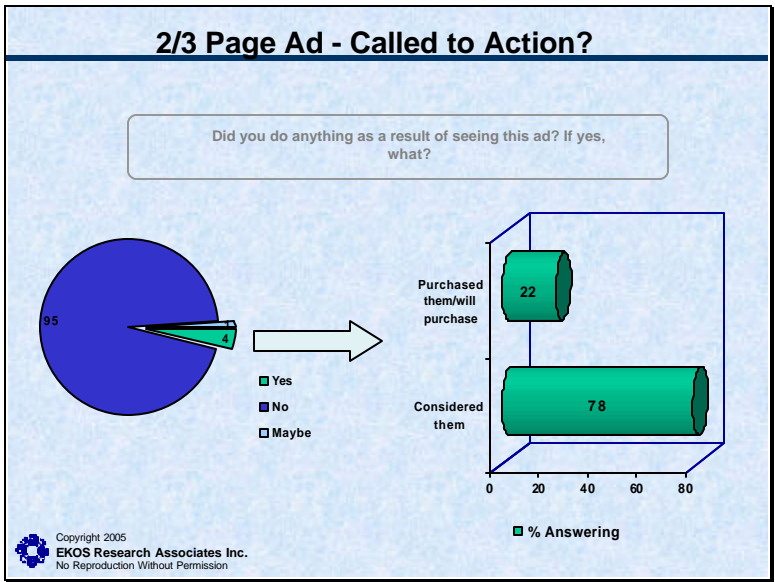 2/3 Page Ad - Called to Action?
Did you do anything as a result of seeing this ad? If yes,
what?
95
1
4
Yes
No
Maybe
Purchased
them/will
purchase
22
Considered
them
78
0 20 40 60 80
% Answering
Copyright 2005
EKOS Research Associates Inc.
No Reproduction Without Permission